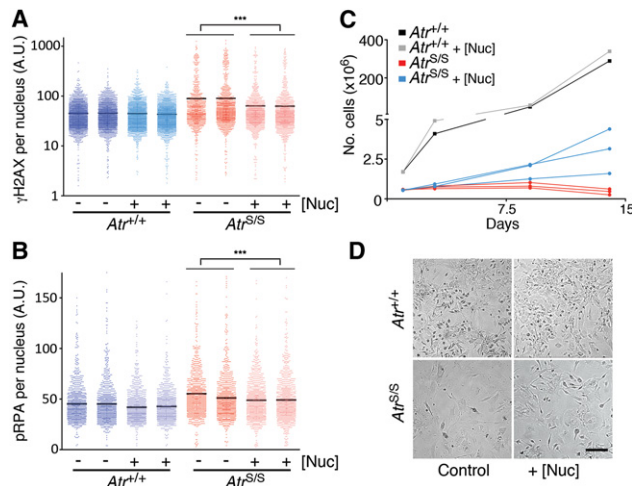 A
***
γH2AX per nucleus (A.U.)
1000
100
10
1
- - + + - - + + [Nuc]
Atr+/+ AtrS/S
B
***
pRPA per nucleus (A.U.)
150
100
50
0
- - + + - - + + [Nuc]
Atr+/+ AtrS/S
C
Atr+/+
Atr+/+ + [Nuc]
AtrS/S
AtrS/S + [Nuc]
No. cells (x10⁶)
400
200
5
2.5
0
7.5 15
Days
D
Atr+/+
AtrS/S
Control + [Nuc]